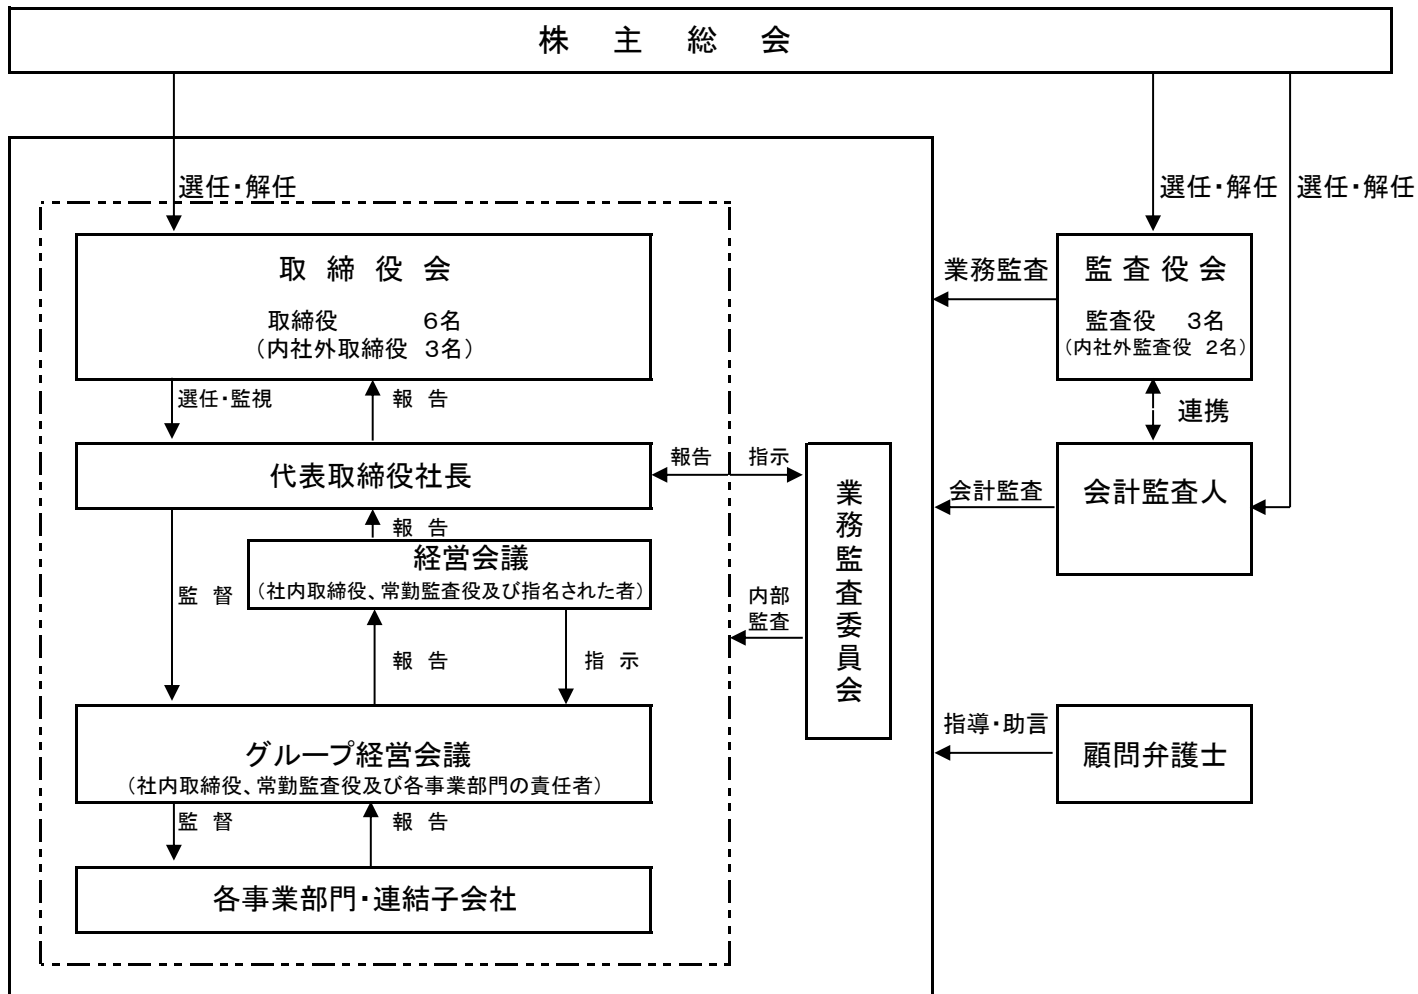 株 主 総 会
選任・解任
選任・解任
選任・解任
取 締 役 会
取締役 6名
（内社外取締役 3名）
業務監査
監 査 役 会
監査役 3名
（内社外監査役 2名）
選任・監視
報 告
連携
代表取締役社長
報告
指示
業務監査委員会
会計監査
会計監査人
報 告
経営会議
（社内取締役、常勤監査役及び指名された者）
監 督
内部
監査
報 告
指 示
グループ経営会議
（社内取締役、常勤監査役及び各事業部門の責任者）
指導・助言
顧問弁護士
監 督
報 告
各事業部門・連結子会社